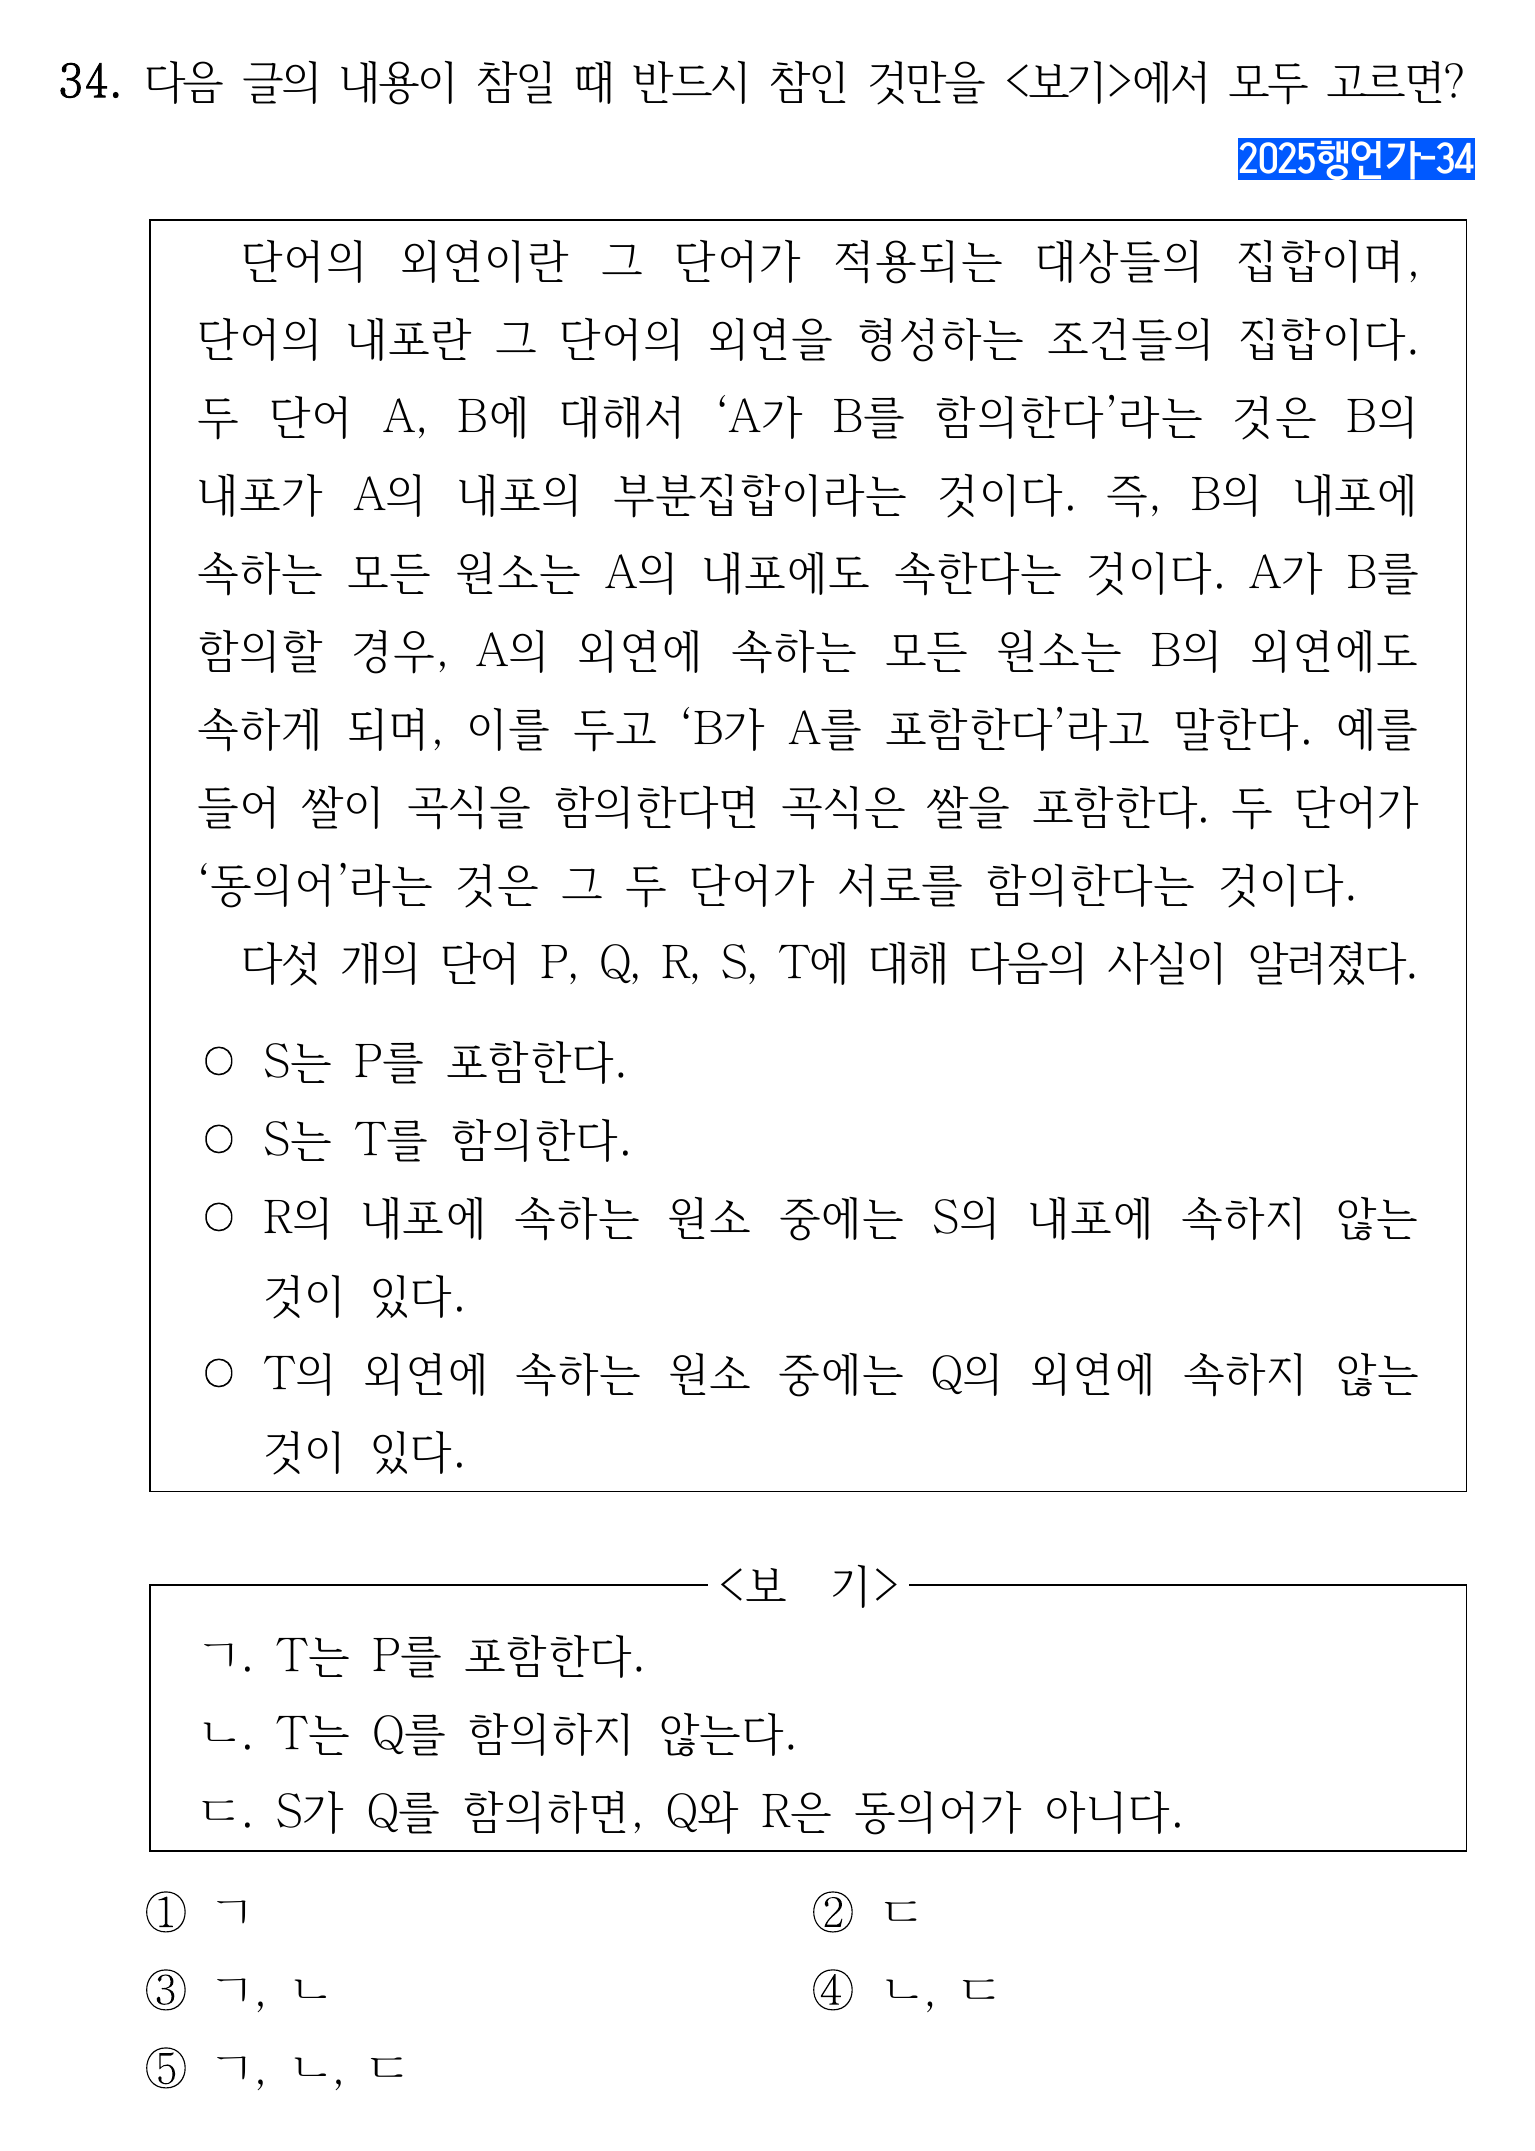 34. 다음 글의 내용이 참일 때 반드시 참인 것만을 <보기>에서 모두 고르면?
2025행언가-34
단어의 외연이란 그 단어가 적용되는 대상들의 집합이며,
단어의 내포란 그 단어의 외연을 형성하는 조건들의 집합이다.
두 단어 A, B에 대해서 ‘A가 B를 함의한다’라는 것은 B의
내포가 A의 내포의 부분집합이라는 것이다. 즉, B의 내포에
속하는 모든 원소는 A의 내포에도 속한다는 것이다. A가 B를
함의할 경우, A의 외연에 속하는 모든 원소는 B의 외연에도
속하게 되며, 이를 두고 ‘B가 A를 포함한다’라고 말한다. 예를
들어 쌀이 곡식을 함의한다면 곡식은 쌀을 포함한다. 두 단어가
‘동의어’라는 것은 그 두 단어가 서로를 함의한다는 것이다.
다섯 개의 단어 P, Q, R, S, T에 대해 다음의 사실이 알려졌다.
○ S는 P를 포함한다.
○ S는 T를 함의한다.
○ R의 내포에 속하는 원소 중에는 S의 내포에 속하지 않는
것이 있다.
○ T의 외연에 속하는 원소 중에는 Q의 외연에 속하지 않는
것이 있다.
<보 기>
ㄱ. T는 P를 포함한다.
ㄴ. T는 Q를 함의하지 않는다.
ㄷ. S가 Q를 함의하면, Q와 R은 동의어가 아니다.
① ㄱ
② ㄷ
③ ㄱ, ㄴ
④ ㄴ, ㄷ
⑤ ㄱ, ㄴ, ㄷ